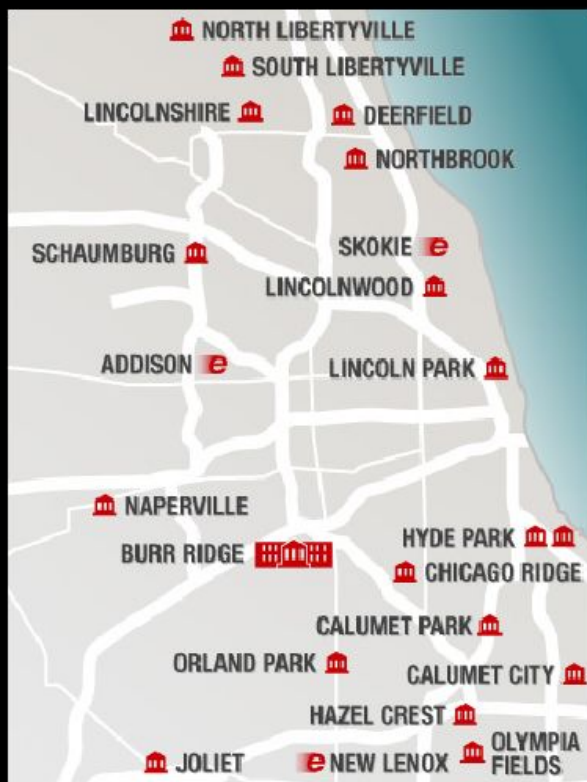 NORTH LIBERTYVILLE
SOUTH LIBERTYVILLE
LINCOLNSHIRE
DEERFIELD
NORTHBROOK
SCHAUMBURG
SKOKIE e
LINCOLNWOOD
ADDISON e
LINCOLN PARK
NAPERVILLE
BURR RIDGE
HYDE PARK
CHICAGO RIDGE
CALUMET PARK
ORLAND PARK
CALUMET CITY
HAZEL CREST
JOLIET
e NEW LENOX
OLYMPIA
FIELDS